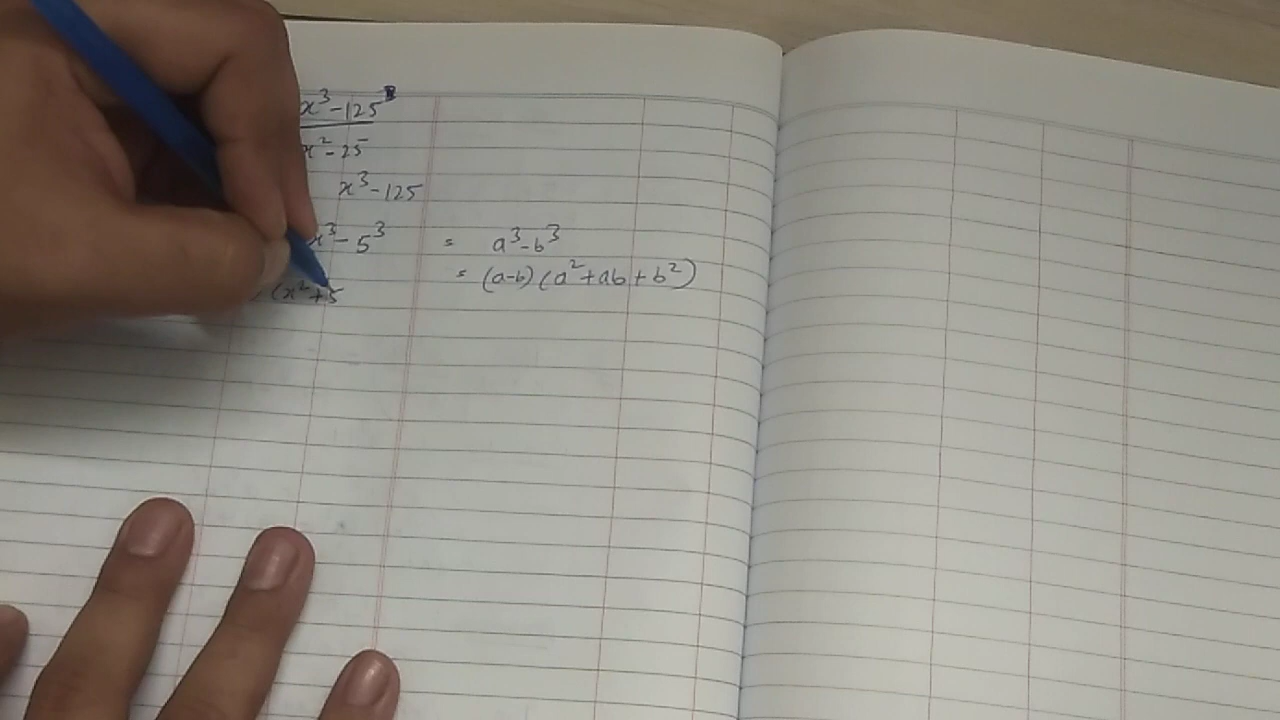 x³-125
x²-25
x³-125
x³-5³ = a³-b³
= (a-b)(a²+ab+b²)
(x²+5